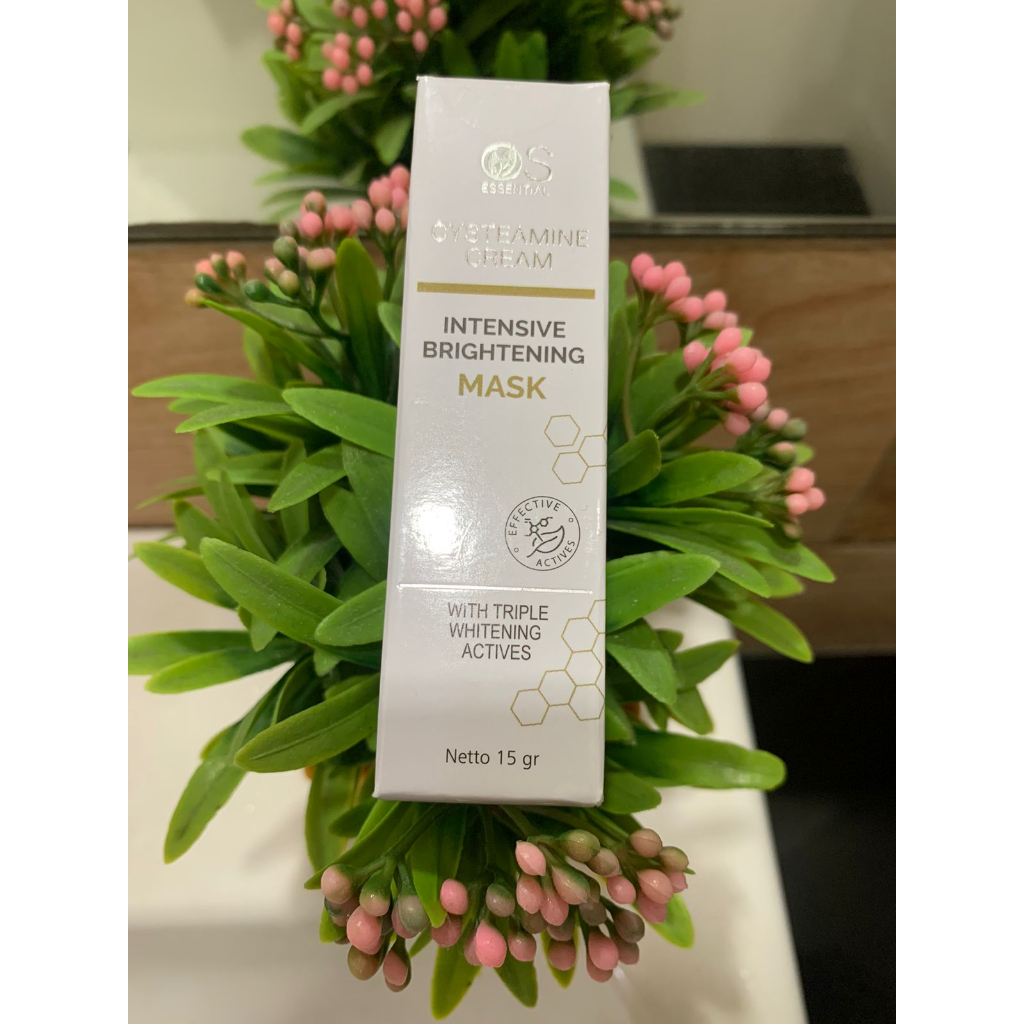 OS
ESSENTIAL
CYSTEAMINE
CREAM
INTENSIVE
BRIGHTENING
MASK
EFFECTIVE
ACTIVES
WITH TRIPLE
WHITENING
ACTIVES
Netto 15 gr